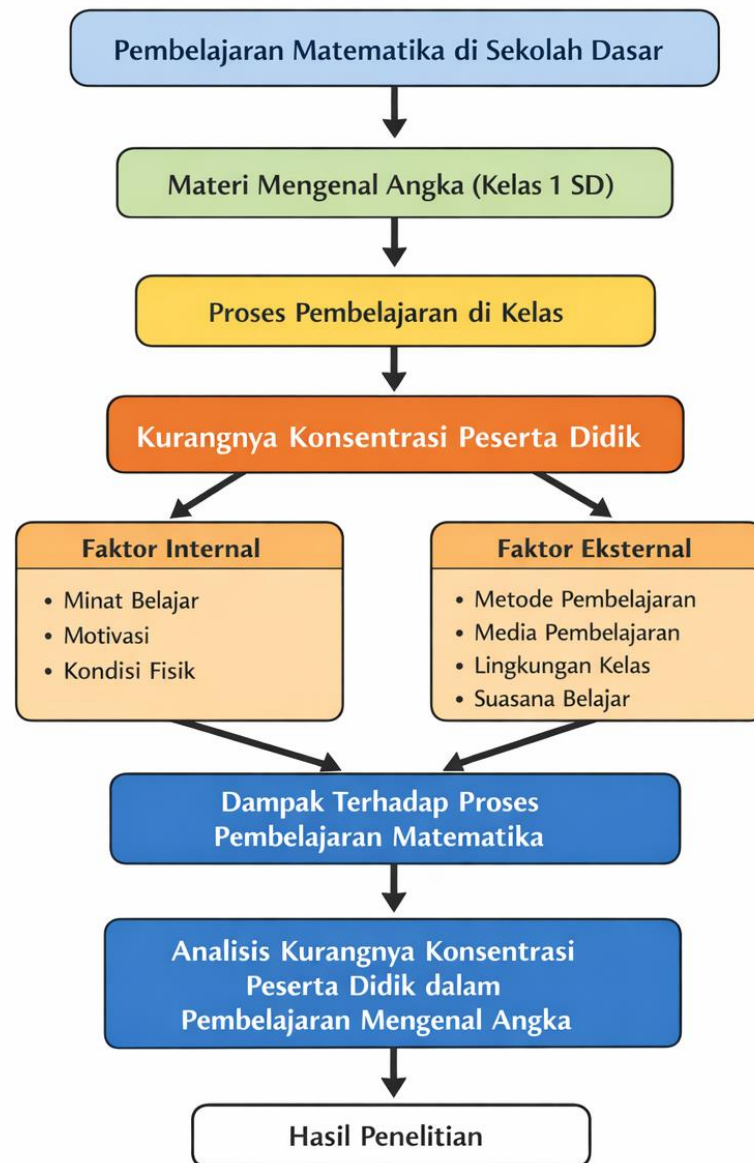 Pembelajaran Matematika di Sekolah Dasar
Materi Mengenal Angka (Kelas 1 SD)
Proses Pembelajaran di Kelas
Kurangnya Konsentrasi Peserta Didik
Faktor Internal
• Minat Belajar
• Motivasi
• Kondisi Fisik
Faktor Eksternal
• Metode Pembelajaran
• Media Pembelajaran
• Lingkungan Kelas
• Suasana Belajar
Dampak Terhadap Proses
Pembelajaran Matematika
Analisis Kurangnya Konsentrasi
Peserta Didik dalam
Pembelajaran Mengenal Angka
Hasil Penelitian